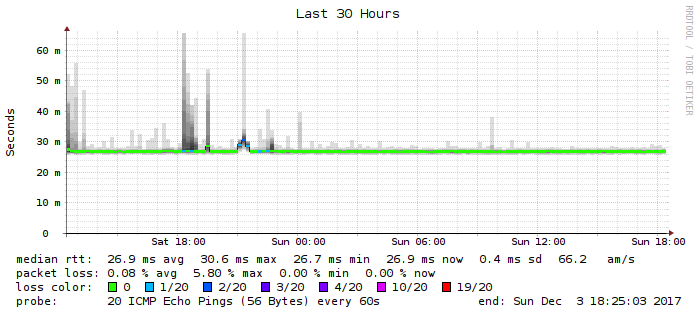 Last 30 Hours
RRDTOOL / TOBI OETIKER
Seconds
60 m
50 m
40 m
30 m
20 m
10 m
0
Sat 18:00 Sun 00:00 Sun 06:00 Sun 12:00 Sun 18:00
median rtt: 26.9 ms avg 30.6 ms max 26.7 ms min 26.9 ms now 0.4 ms sd 66.2 am/s
packet loss: 0.08 % avg 5.80 % max 0.00 % min 0.00 % now
loss color: 0 1/20 2/20 3/20 4/20 10/20 19/20
probe: 20 ICMP Echo Pings (56 Bytes) every 60s end: Sun Dec 3 18:25:03 2017